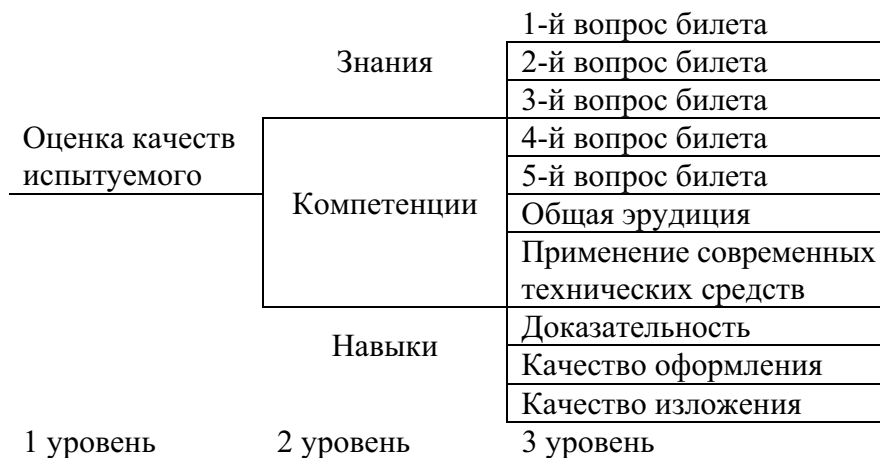 1-й вопрос билета
Знания
2-й вопрос билета
3-й вопрос билета
Оценка качеств
испытуемого
4-й вопрос билета
5-й вопрос билета
Компетенции
Общая эрудиция
Применение современных
технических средств
Навыки
Доказательность
Качество оформления
Качество изложения
1 уровень
2 уровень
3 уровень